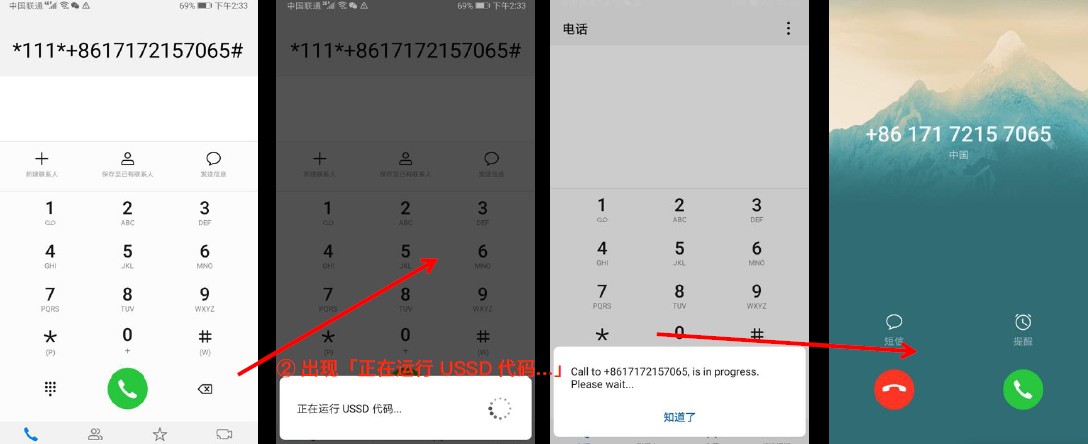 中国联通 69% 下午2:33
*111*+8617172157065#
新建联系人 保存至已有联系人 发送信息
1 2 3
ABC DEF
4 5 6
GHI JKL MNO
7 8 9
PQRS TUV WXYZ
* 0 #
(P) + (W)
中国联通 69% 下午2:33
*111*+8617172157065#
新建联系人 保存至已有联系人 发送信息
1 2 3
ABC DEF
4 5 6
GHI JKL MNO
7 8 9
PQRS TUV WXYZ
* 0 #
(P) + (W)
② 出现「正在运行 USSD 代码...」
正在运行 USSD 代码...
电话
1 2 3
ABC DEF
4 5 6
GHI JKL MNO
7 8 9
PQRS TUV WXYZ
* 0 #
Call to +8617172157065, is in progress.
Please wait...
知道了
+86 171 7215 7065
中国
短信 提醒